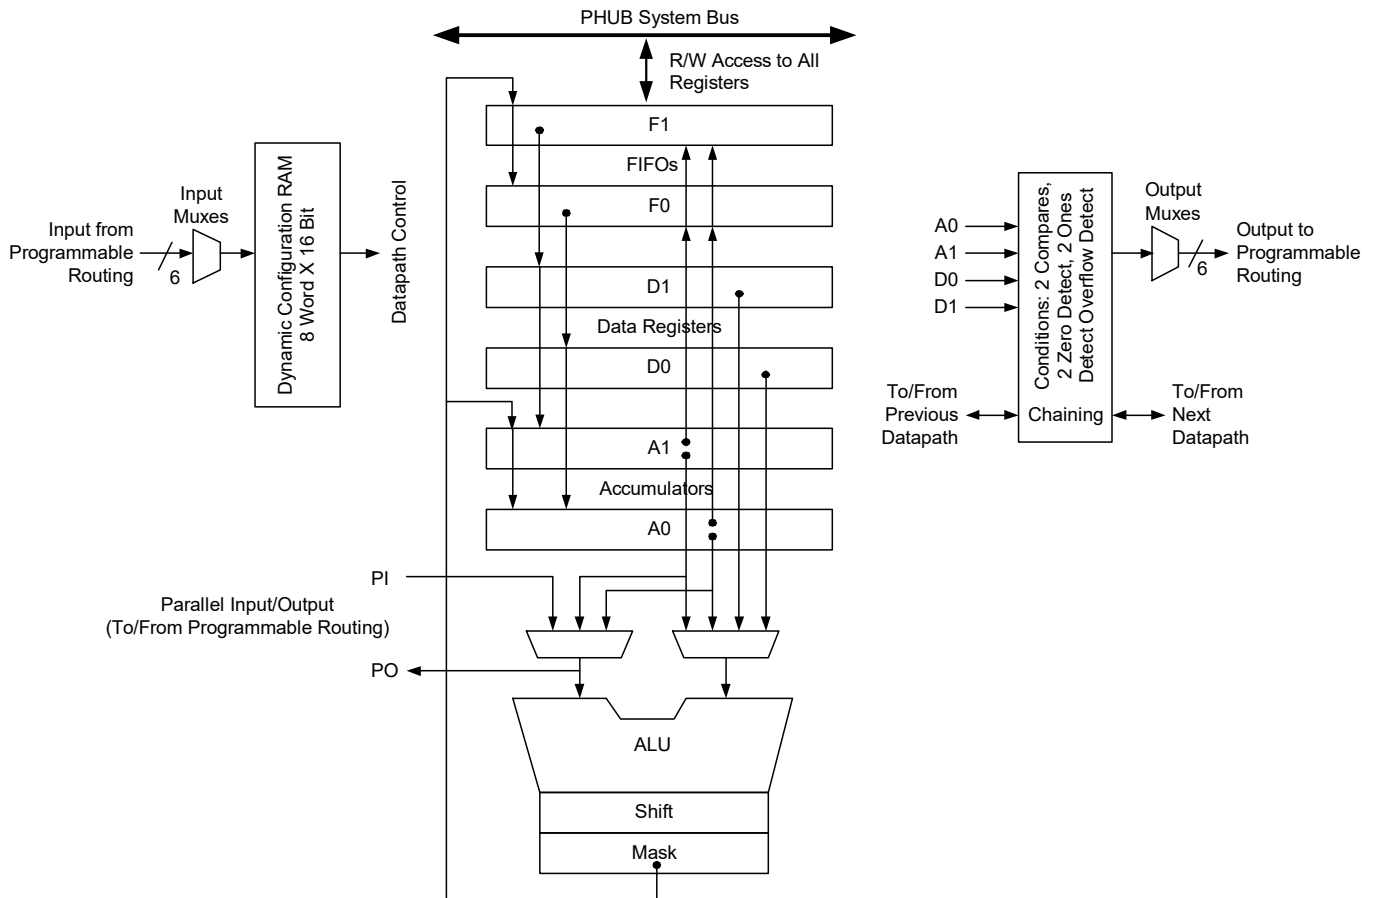 PHUB System Bus
R/W Access to All
Registers
F1
FIFOs
F0
D1
Data Registers
D0
A1
Accumulators
A0
Input from
Programmable
Routing
Input
Muxes
6
Dynamic Configuration RAM
8 Word X 16 Bit
Datapath Control
PI
Parallel Input/Output
(To/From Programmable Routing)
PO
ALU
Shift
Mask
A0
A1
D0
D1
Conditions: 2 Compares,
2 Zero Detect, 2 Ones
Detect Overflow Detect
Output
Muxes
6
Output to
Programmable
Routing
To/From
Previous
Datapath
Chaining
To/From
Next
Datapath